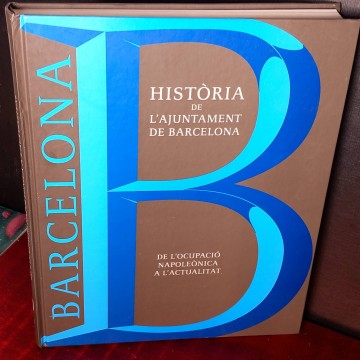 BARCELONA
B
HISTÒRIA
DE
L'AJUNTAMENT
DE BARCELONA
DE L'OCUPACIÓ
NAPOLEÒNICA
A L'ACTUALITAT